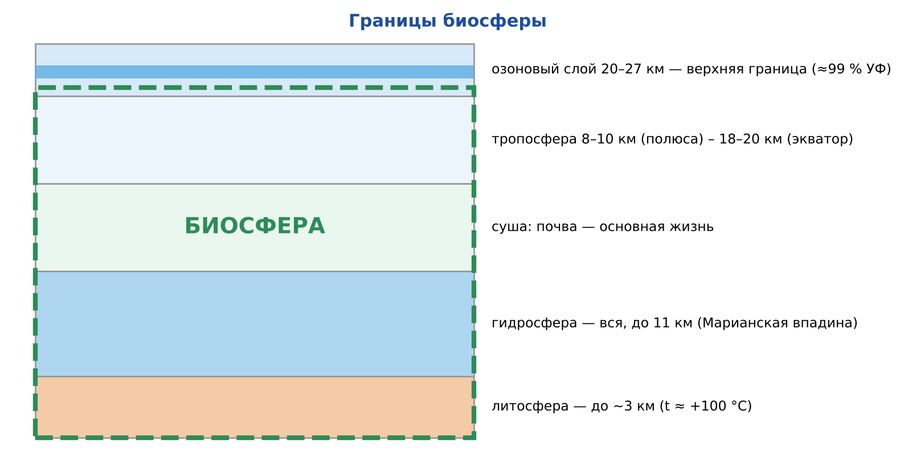 Границы биосферы
озоновый слой 20–27 км — верхняя граница (≈99 % УФ)
тропосфера 8–10 км (полюса) – 18–20 км (экватор)
БИОСФЕРА
суша: почва — основная жизнь
гидросфера — вся, до 11 км (Марианская впадина)
литосфера — до ~3 км (t ≈ +100 °C)